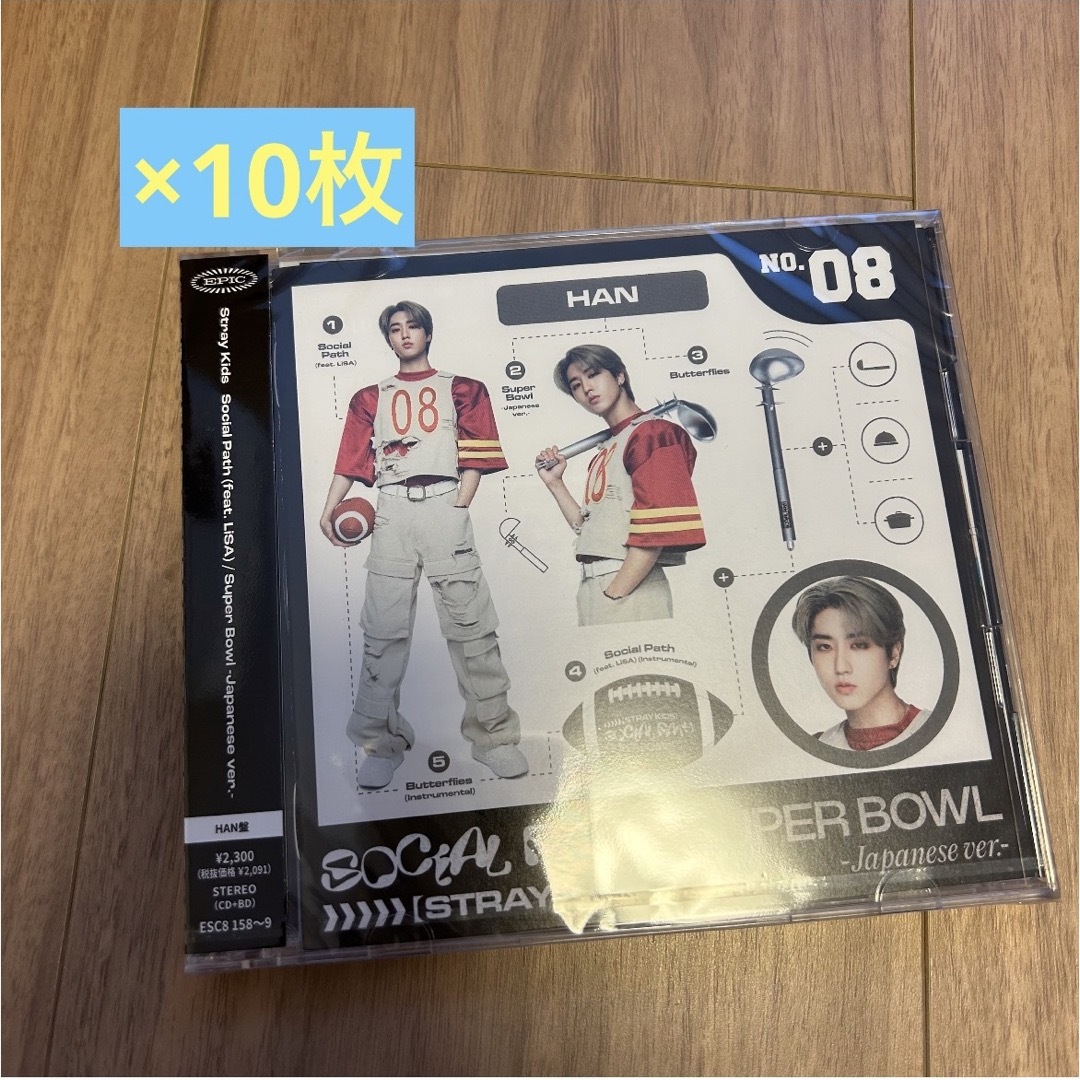 ×10枚
EPIC
Stray Kids Social Path (feat. LiSA) / Super Bowl -Japanese ver.-
HAN盤
¥2,300
(税抜価格 ¥2,091)
STEREO
(CD+BD)
ESC8 158〜9
NO. 08
HAN
1
Social
Path
(feat. LiSA)
2
Super
Bowl
-Japanese
ver.-
3
Butterflies
08
08
4
Social Path
(feat. LiSA) (Instrumental)
[STRAY KIDS]
5
Butterflies
(Instrumental)
SOCIAL
PER BOWL
-Japanese ver.-
[STRAY